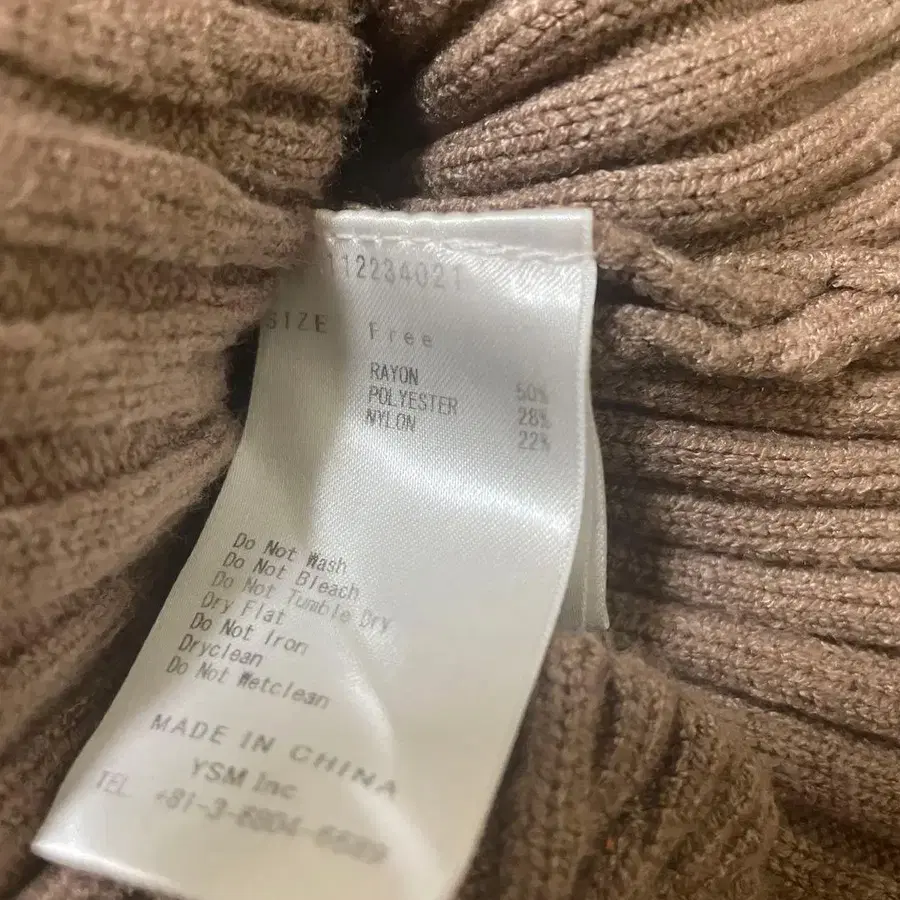 112234021
SIZE Free
RAYON 50%
POLYESTER 28%
NYLON 22%
Do Not Wash
Do Not Bleach
Do Not Tumble Dry
Dry Flat
Do Not Iron
Dryclean
Do Not Wetclean
MADE IN CHINA
YSM Inc
TEL +81-3-6804-6689